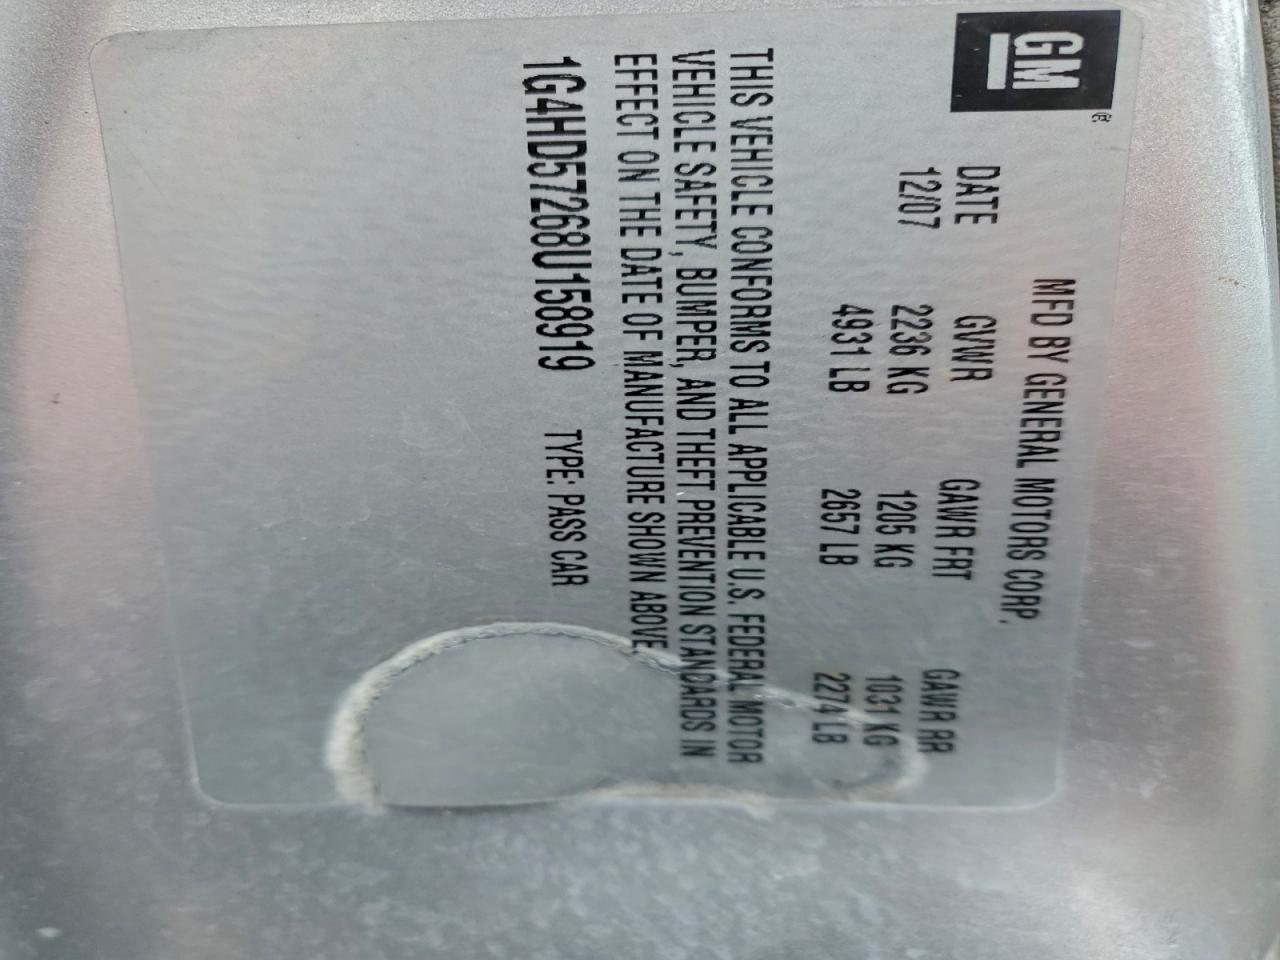 GM
MFD BY GENERAL MOTORS CORP.
DATE GVWR GAWR FRT GAWR RR
12/07 2236 KG 1205 KG 1031 KG
4931 LB 2657 LB 2274 LB
THIS VEHICLE CONFORMS TO ALL APPLICABLE U.S. FEDERAL MOTOR
VEHICLE SAFETY, BUMPER, AND THEFT PREVENTION STANDARDS IN
EFFECT ON THE DATE OF MANUFACTURE SHOWN ABOVE.
1G4HD57268U158919 TYPE: PASS CAR